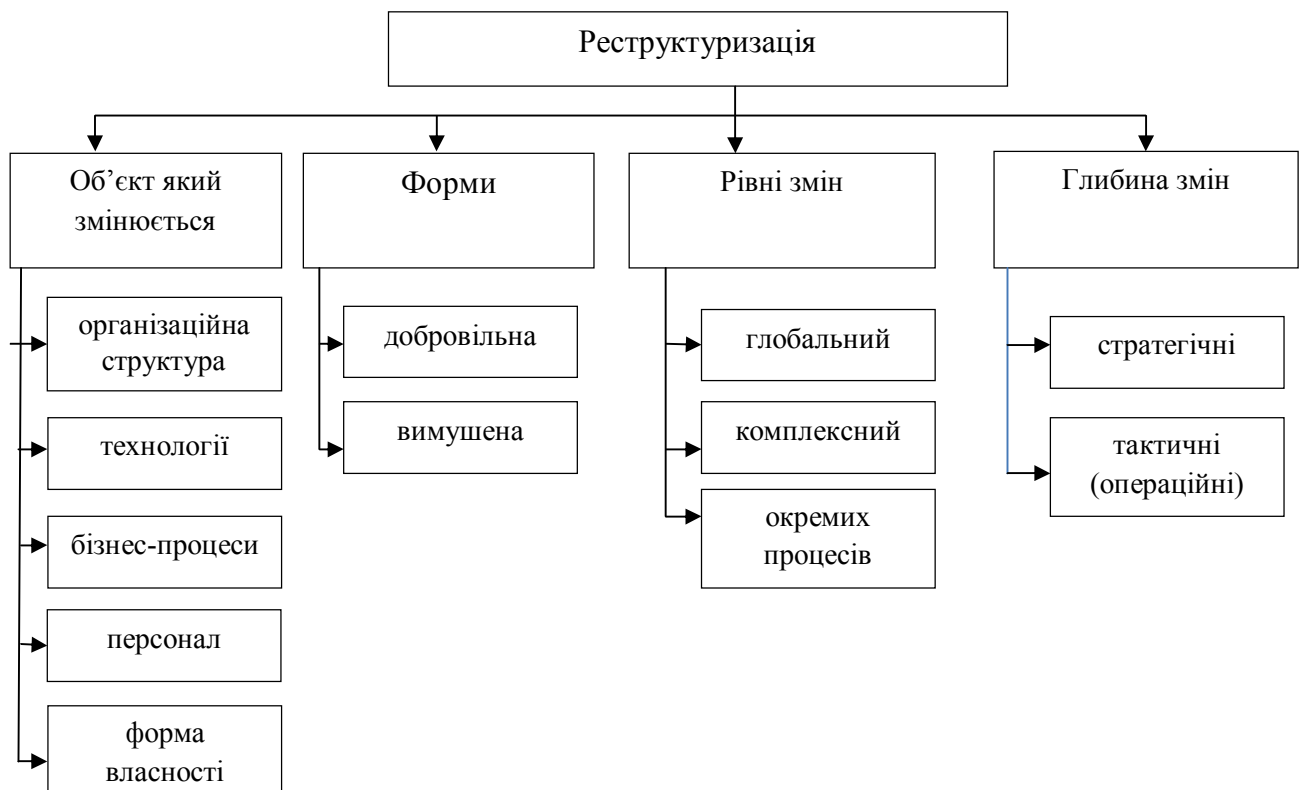 Реструктуризація
Об’єкт який
змінюється
організаційна
структура
технології
бізнес-процеси
персонал
форма
власності
Форми
добровільна
вимушена
Рівні змін
глобальний
комплексний
окремих
процесів
Глибина змін
стратегічні
тактичні
(операційні)